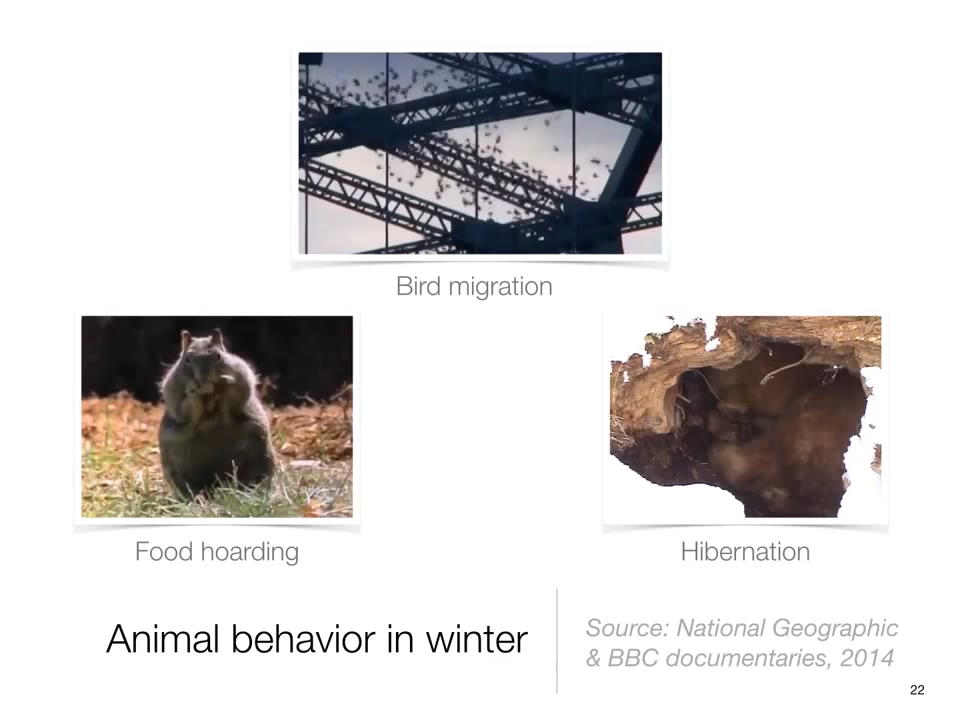 Bird migration
Food hoarding
Hibernation
Animal behavior in winter
Source: National Geographic
& BBC documentaries, 2014
22